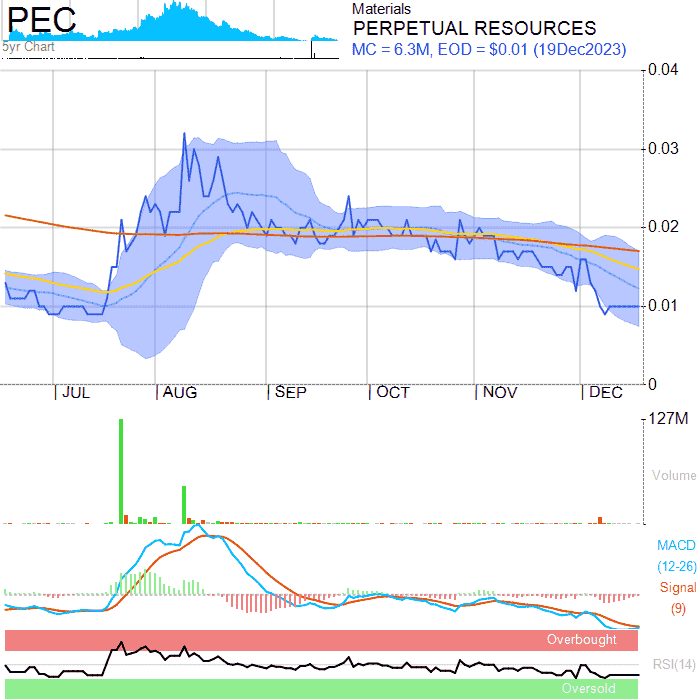 PEC
5yr Chart
Materials
PERPETUAL RESOURCES
MC = 6.3M, EOD = $0.01 (19Dec2023)
0.04
0.03
0.02
0.01
0
JUL AUG SEP OCT NOV DEC
127M
Volume
MACD
(12-26)
Signal
(9)
Overbought
RSI(14)
Oversold